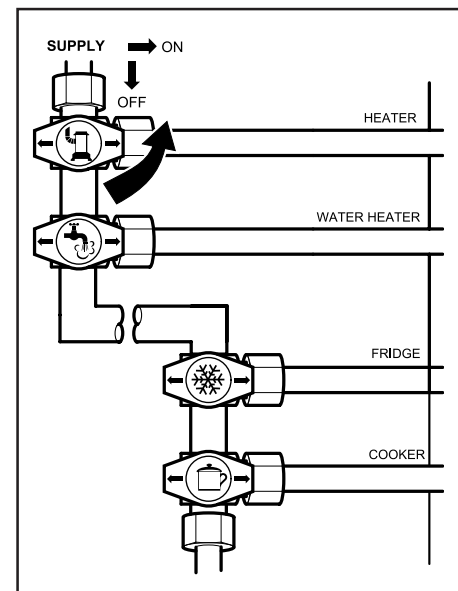 SUPPLY ON
OFF
HEATER
WATER HEATER
FRIDGE
COOKER